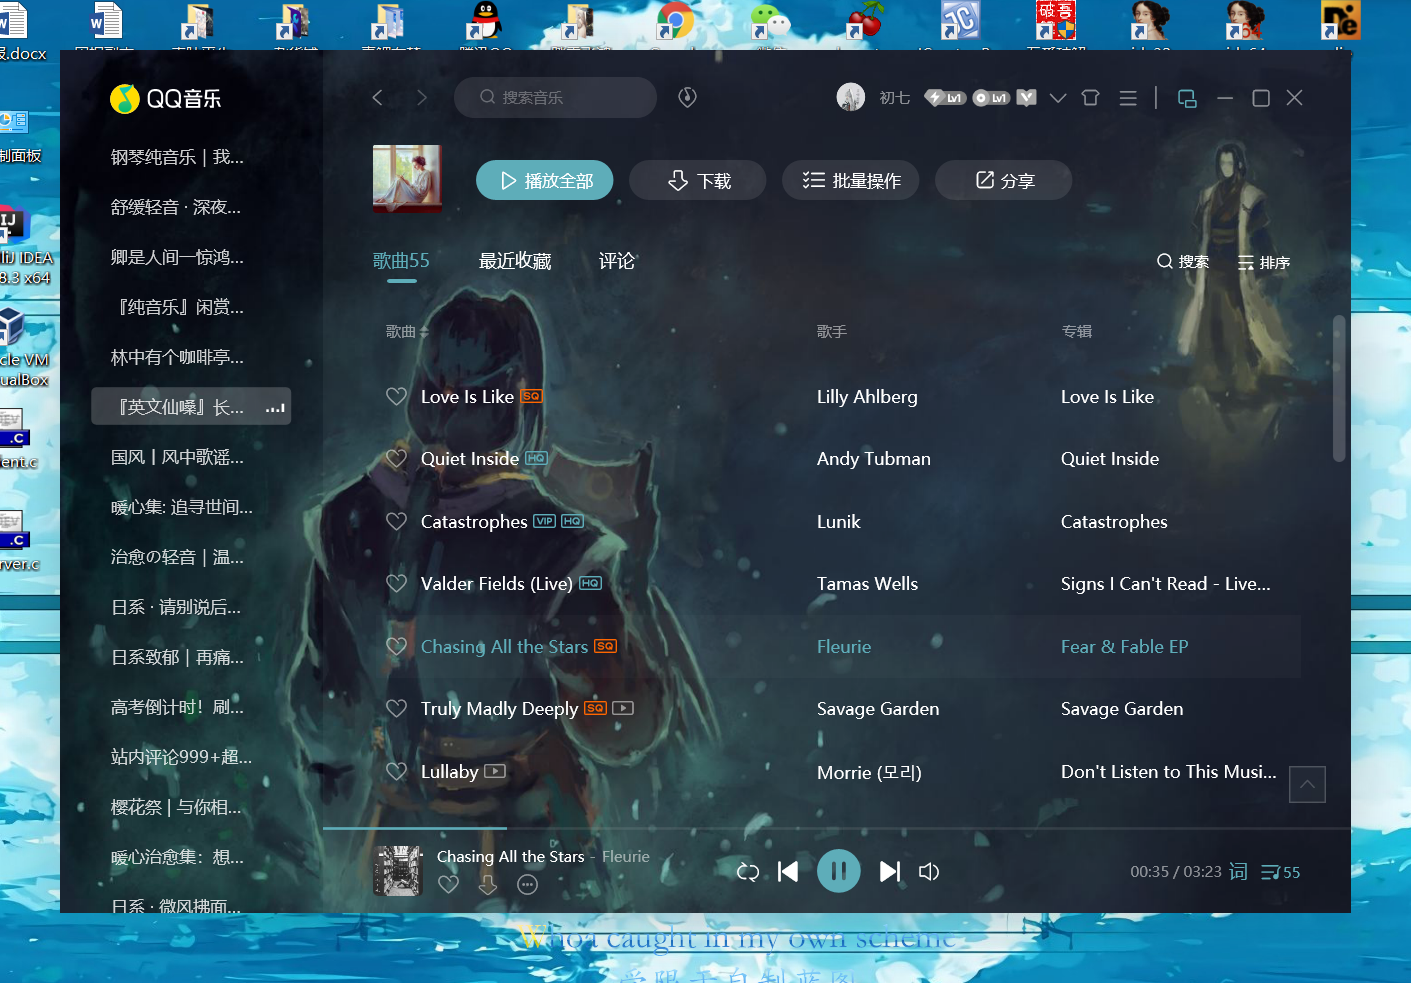 报.docx
制面板
IJ
lliJ IDEA
8.3 x64
cle VM
ualBox
.C
ient.c
.C
rver.c
破吾
QQ音乐
搜索音乐
初七
Lv1
Lv1
钢琴纯音乐 | 我...
舒缓轻音 · 深夜...
卿是人间一惊鸿...
『纯音乐』闲赏...
林中有个咖啡亭...
『英文仙嗓』长...
国风丨风中歌谣...
暖心集: 追寻世间...
治愈の轻音 | 温...
日系 · 请别说后...
日系致郁 | 再痛...
高考倒计时！刷...
站内评论999+超...
樱花祭 | 与你相...
暖心治愈集：想...
日系 · 微风拂面...
播放全部
下载
批量操作
分享
歌曲55
最近收藏
评论
搜索
排序
歌曲
歌手
专辑
Love Is Like SQ
Lilly Ahlberg
Love Is Like
Quiet Inside HQ
Andy Tubman
Quiet Inside
Catastrophes VIP HQ
Lunik
Catastrophes
Valder Fields (Live) HQ
Tamas Wells
Signs I Can't Read - Live...
Chasing All the Stars SQ
Fleurie
Fear & Fable EP
Truly Madly Deeply SQ
Savage Garden
Savage Garden
Lullaby
Morrie (모리)
Don't Listen to This Musi...
Chasing All the Stars - Fleurie
00:35 / 03:23
词
55
Who'd caught in my own scheme